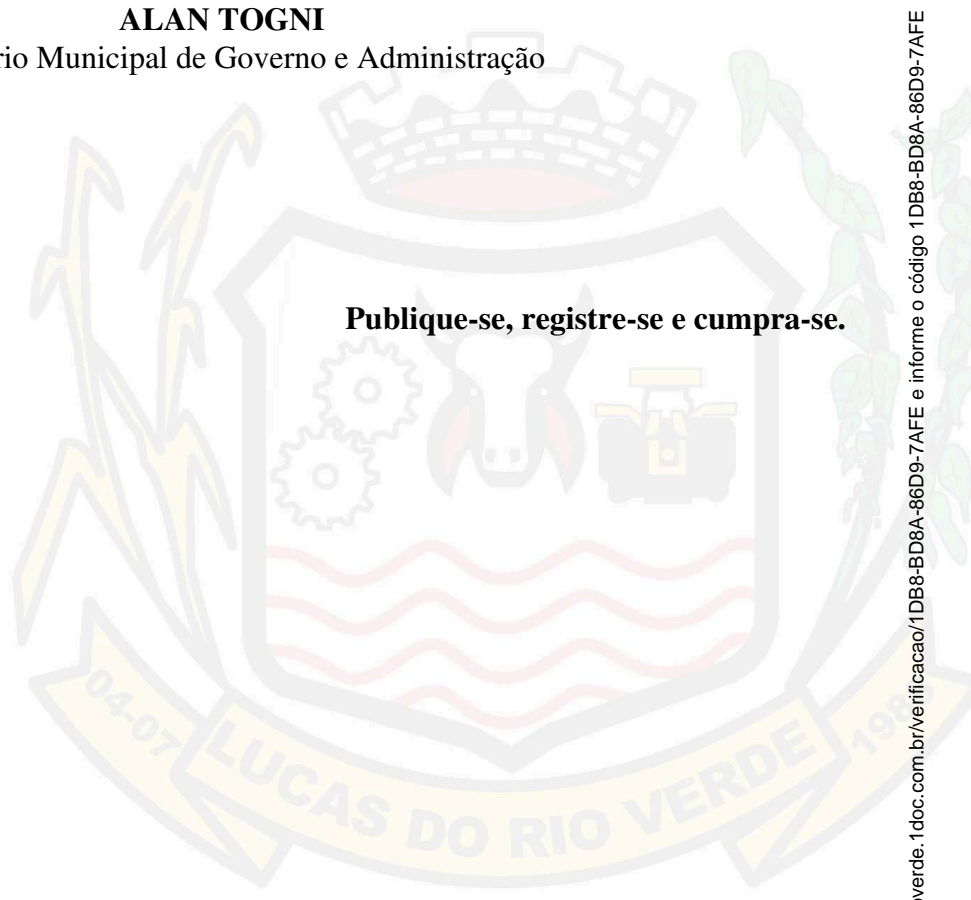 ALAN TOGNI
rio Municipal de Governo e Administração
Publique-se, registre-se e cumpra-se.
04-07 LUCAS DO RIO VERDE 1988
verde.1doc.com.br/verificacao/1DB8-BD8A-86D9-7AFE e informe o código 1DB8-BD8A-86D9-7AFE